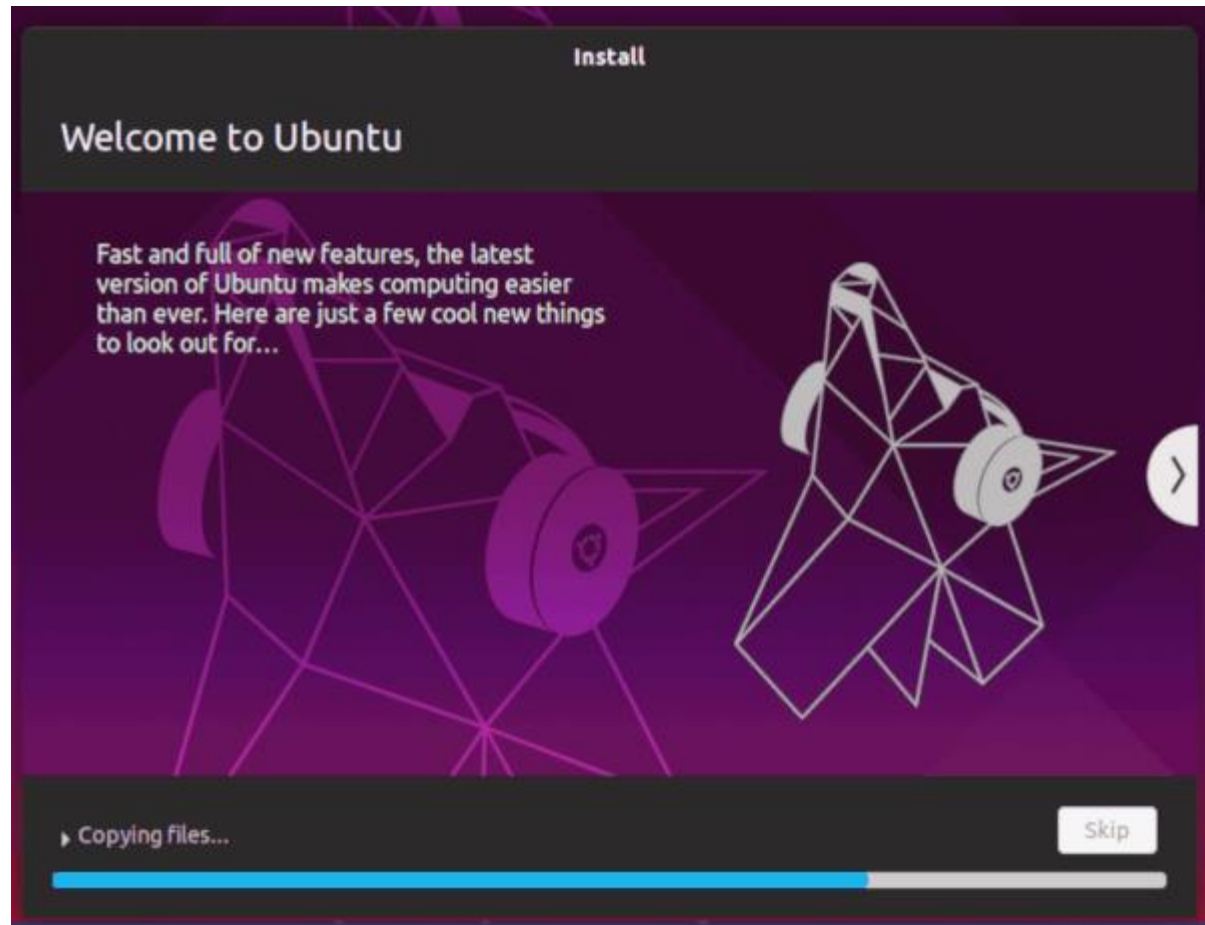 Install
Welcome to Ubuntu
Fast and full of new features, the latest
version of Ubuntu makes computing easier
than ever. Here are just a few cool new things
to look out for...
Copying files...
Skip